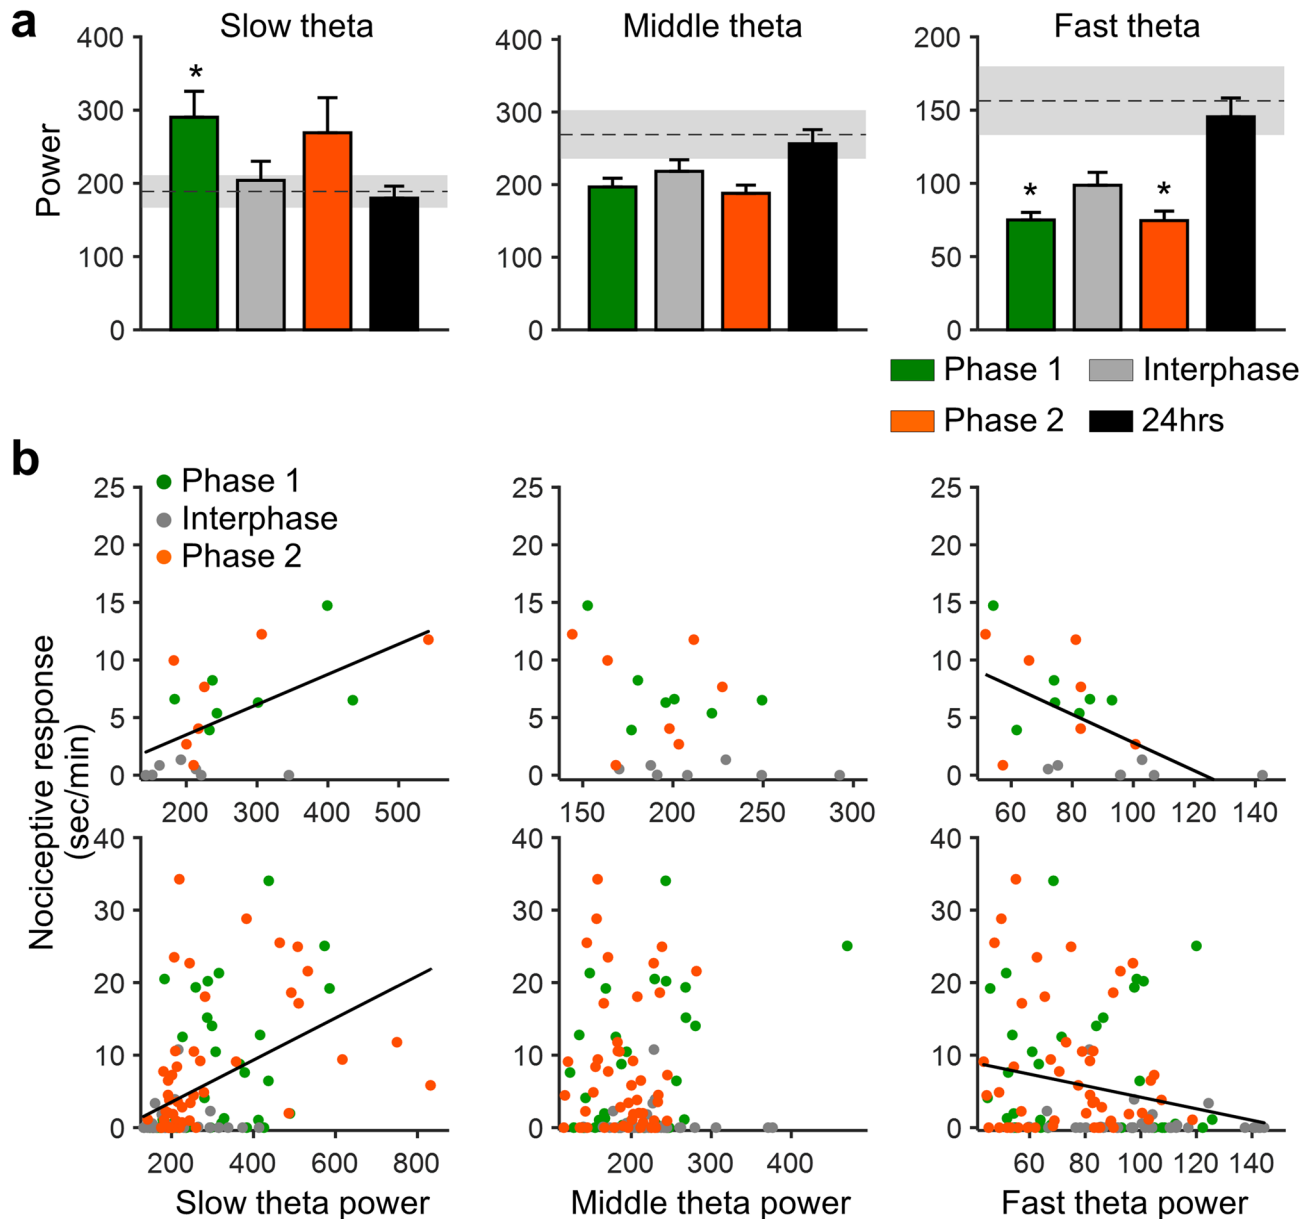 a
Slow theta
Middle theta
Fast theta
Power
400
300
200
100
0
*
400
300
200
100
0
200
150
100
50
0
*
*
Phase 1
Interphase
Phase 2
24hrs
b
Phase 1
Interphase
Phase 2
Nociceptive response
(sec/min)
25
20
15
10
5
0
200 300 400 500
25
20
15
10
5
0
150 200 250 300
25
20
15
10
5
0
60 80 100 120 140
40
30
20
10
0
200 400 600 800
Slow theta power
40
30
20
10
0
200 400
Middle theta power
40
30
20
10
0
60 80 100 120 140
Fast theta power